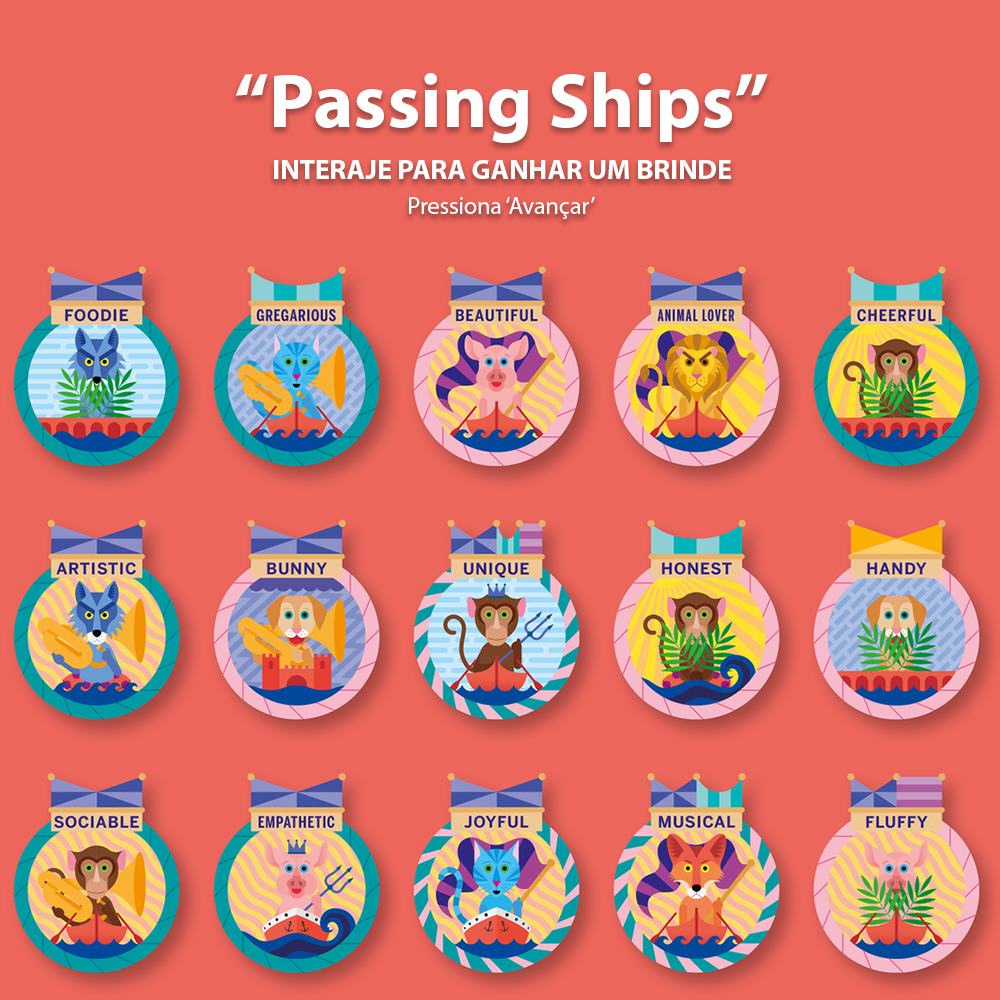 “Passing Ships”
INTERAJE PARA GANHAR UM BRINDE
Pressiona ‘Avançar’
FOODIE
GREGARIOUS
BEAUTIFUL
ANIMAL LOVER
CHEERFUL
ARTISTIC
BUNNY
UNIQUE
HONEST
HANDY
SOCIABLE
EMPATHETIC
JOYFUL
MUSICAL
FLUFFY